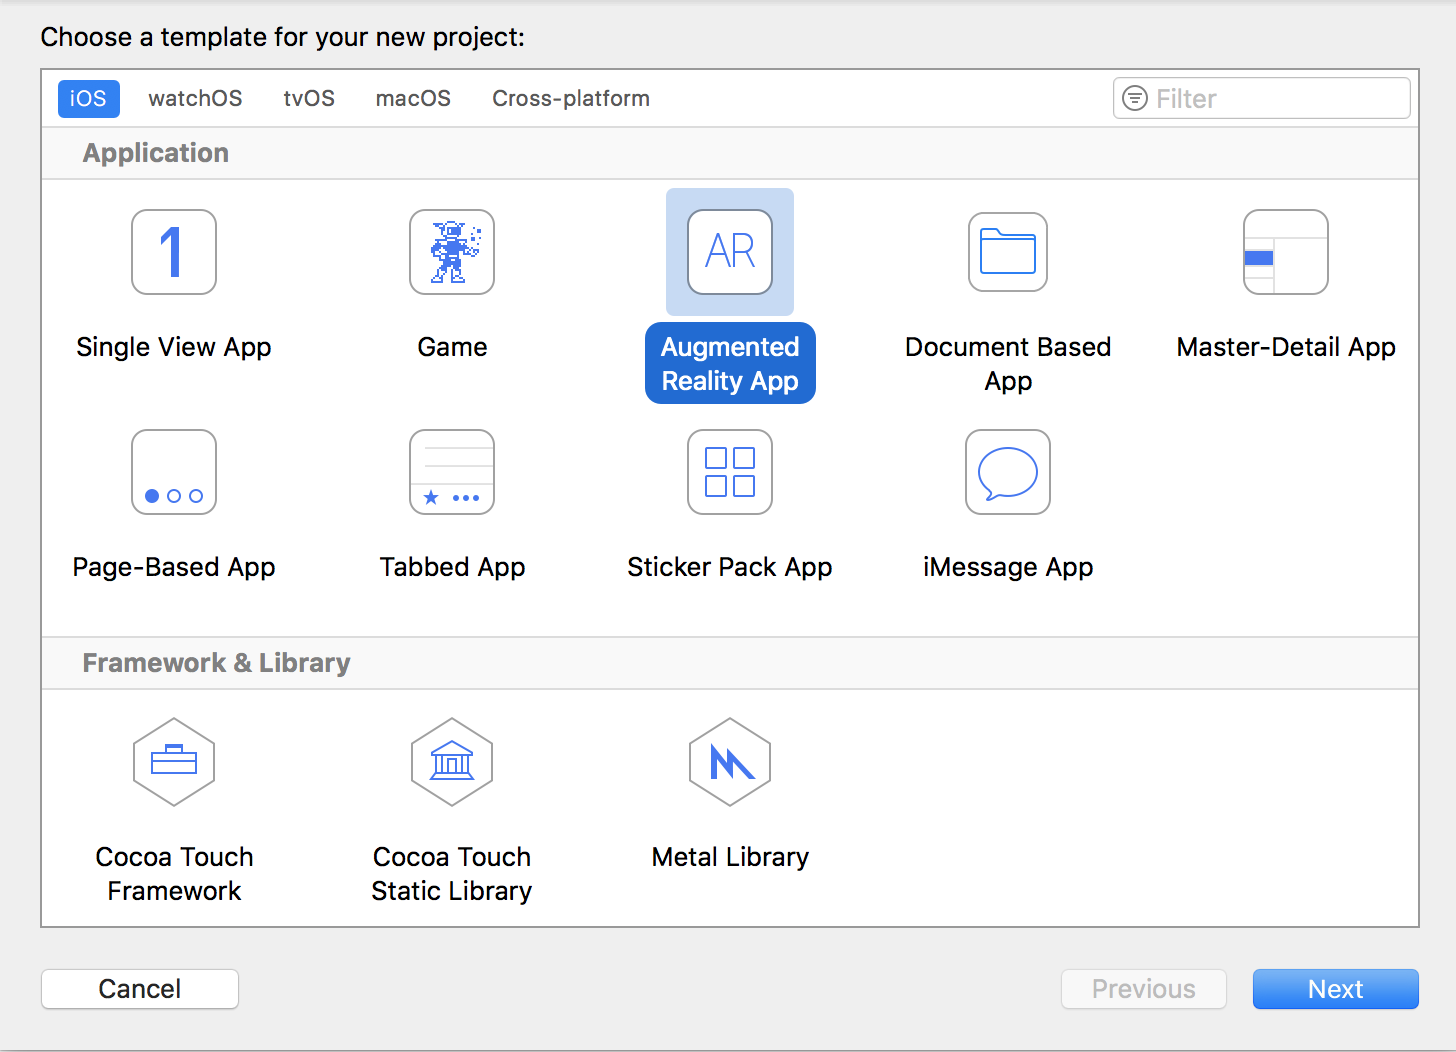 Choose a template for your new project:
iOS watchOS tvOS macOS Cross-platform Filter
Application
1 AR
Single View App Game Augmented Reality App Document Based App Master-Detail App
Page-Based App Tabbed App Sticker Pack App iMessage App
Framework & Library
Cocoa Touch Framework Cocoa Touch Static Library Metal Library
Cancel Previous Next